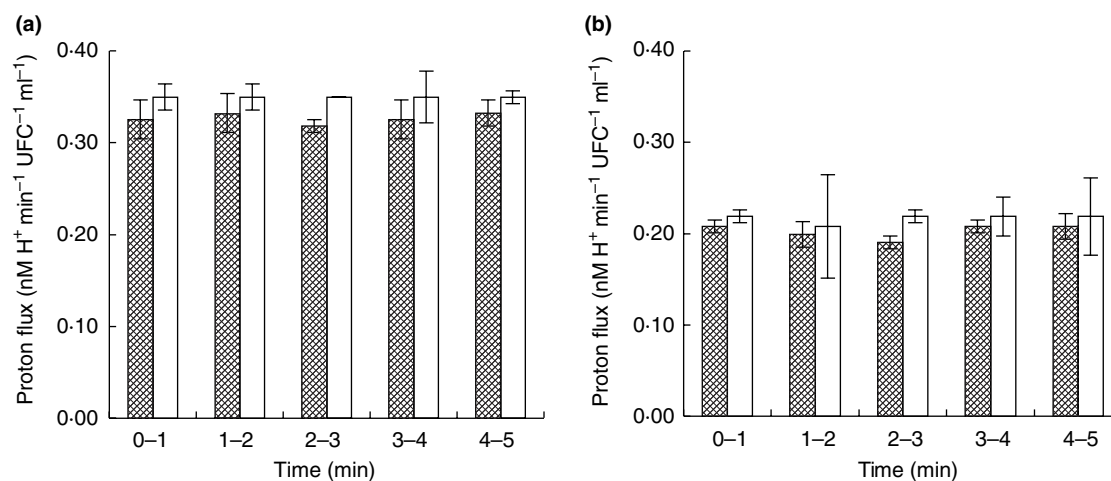 (a)
0·40
0·30
0·20
0·10
0·00
Proton flux (nM H⁺ min⁻¹ UFC⁻¹ ml⁻¹)
0–1 1–2 2–3 3–4 4–5
Time (min)
(b)
0·40
0·30
0·20
0·10
0·00
Proton flux (nM H⁺ min⁻¹ UFC⁻¹ ml⁻¹)
0–1 1–2 2–3 3–4 4–5
Time (min)